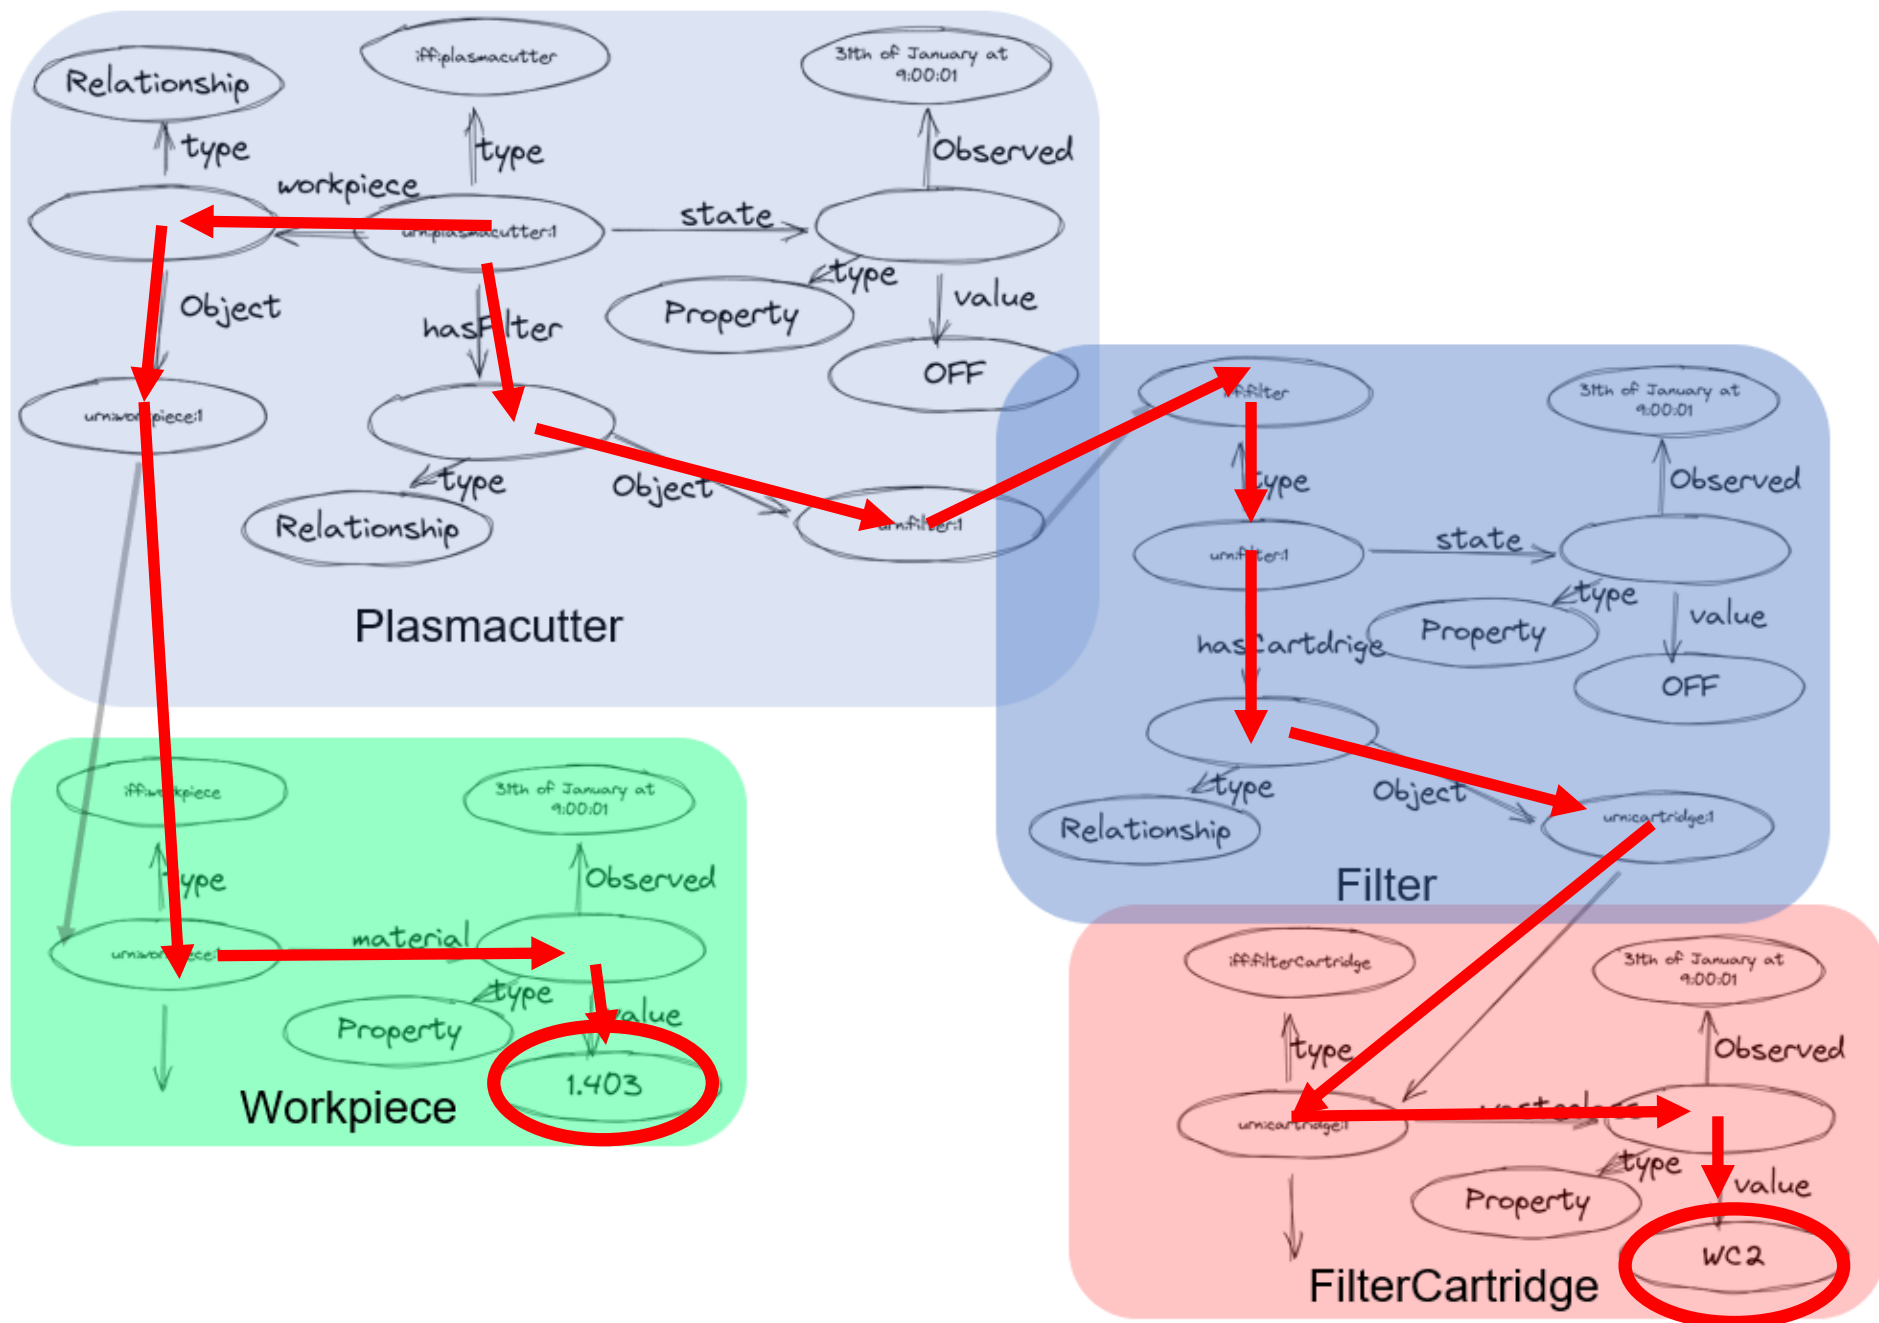 Relationship
iff:plasmacutter
31th of January at
9:00:01
type
type
Observed
workpiece
state
urn:plasmacutter:1
type
Object
hasFilter
Property
value
OFF
urn:workpiece:1
type
Object
Relationship
urn:filter:1
Plasmacutter
iff:filter
31th of January at
9:00:01
type
Observed
urn:filter:1
state
type
hasCartdrige
Property
value
OFF
type
Object
Relationship
urn:cartridge:1
Filter
iff:workpiece
31th of January at
9:00:01
type
Observed
urn:workpiece:1
material
type
Property
value
1.403
Workpiece
iff:filterCartridge
31th of January at
9:00:01
type
Observed
urn:cartridge:1
type
Property
value
WC2
FilterCartridge